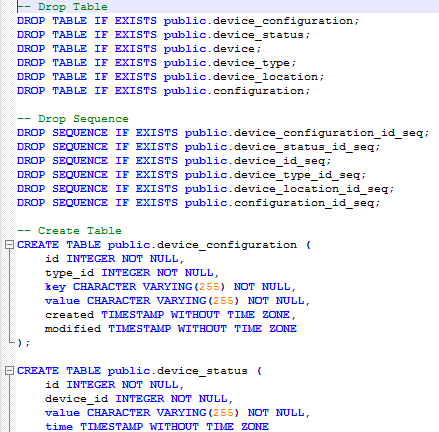 -- Drop Table
DROP TABLE IF EXISTS public.device_configuration;
DROP TABLE IF EXISTS public.device_status;
DROP TABLE IF EXISTS public.device;
DROP TABLE IF EXISTS public.device_type;
DROP TABLE IF EXISTS public.device_location;
DROP TABLE IF EXISTS public.configuration;

-- Drop Sequence
DROP SEQUENCE IF EXISTS public.device_configuration_id_seq;
DROP SEQUENCE IF EXISTS public.device_status_id_seq;
DROP SEQUENCE IF EXISTS public.device_id_seq;
DROP SEQUENCE IF EXISTS public.device_type_id_seq;
DROP SEQUENCE IF EXISTS public.device_location_id_seq;
DROP SEQUENCE IF EXISTS public.configuration_id_seq;

-- Create Table
CREATE TABLE public.device_configuration (
    id INTEGER NOT NULL,
    type_id INTEGER NOT NULL,
    key CHARACTER VARYING(255) NOT NULL,
    value CHARACTER VARYING(255) NOT NULL,
    created TIMESTAMP WITHOUT TIME ZONE,
    modified TIMESTAMP WITHOUT TIME ZONE
);

CREATE TABLE public.device_status (
    id INTEGER NOT NULL,
    device_id INTEGER NOT NULL,
    value CHARACTER VARYING(255) NOT NULL,
    time TIMESTAMP WITHOUT TIME ZONE